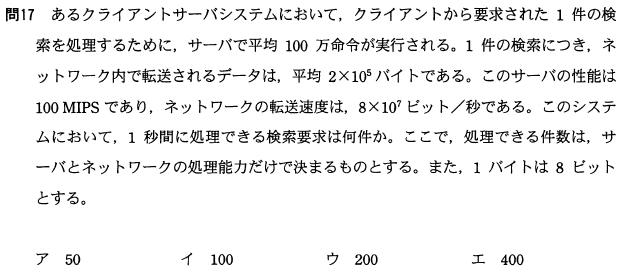 問17 あるクライアントサーバシステムにおいて，クライアントから要求された 1 件の検
索を処理するために，サーバで平均 100 万命令が実行される。1 件の検索につき，ネ
ットワーク内で転送されるデータは，平均 2×10⁵バイトである。このサーバの性能は
100 MIPS であり，ネットワークの転送速度は，8×10⁷ビット／秒である。このシステ
ムにおいて，1 秒間に処理できる検索要求は何件か。ここで，処理できる件数は，サ
ーバとネットワークの処理能力だけで決まるものとする。また，1 バイトは 8 ビット
とする。
ア 50 イ 100 ウ 200 エ 400